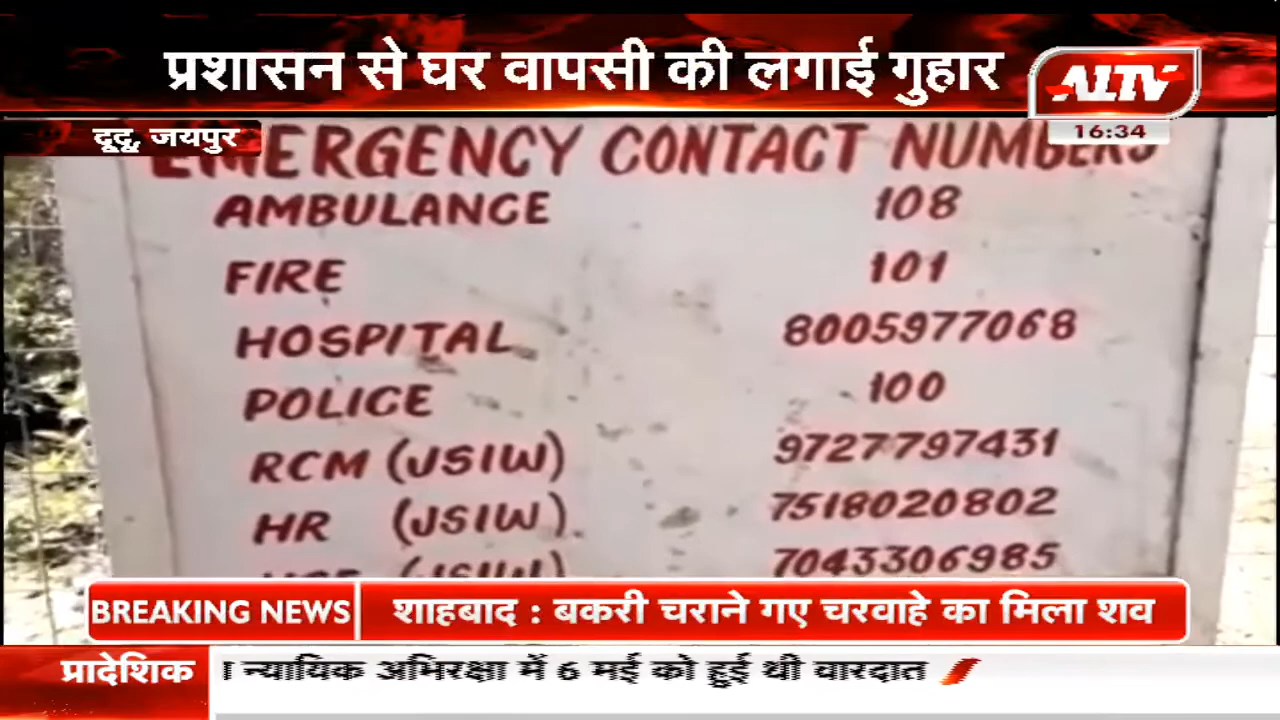 प्रशासन से घर वापसी की लगाई गुहार
ALTV
16:34
दूदू, जयपुर
EMERGENCY CONTACT NUMBERS
AMBULANCE 108
FIRE 101
HOSPITAL 8005977068
POLICE 100
RCM (JSIW) 9727797431
HR (JSIW) 7518020802
(JSIW) 7043306985
BREAKING NEWS शाहबाद : बकरी चराने गए चरवाहे का मिला शव
प्रादेशिक । न्यायिक अभिरक्षा में 6 मई को हुई थी वारदात